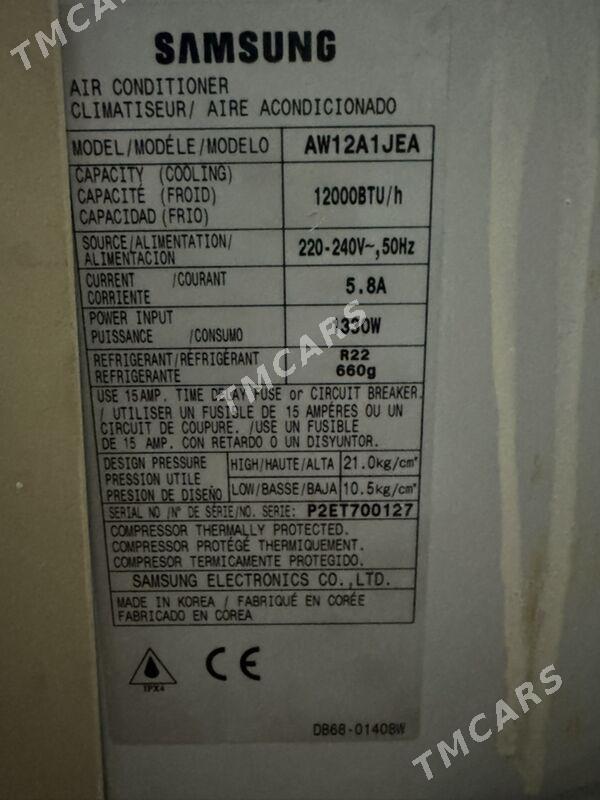 TMCARS
SAMSUNG
AIR CONDITIONER
CLIMATISEUR/ AIRE ACONDICIONADO
MODEL/MODÉLE/MODELO AW12A1JEA
CAPACITY (COOLING)
CAPACITÉ (FROID) 12000BTU/h
CAPACIDAD (FRIO)
SOURCE/ALIMENTATION/ 220-240V~,50Hz
ALIMENTACION
CURRENT /COURANT 5.8A
CORRIENTE
POWER INPUT
PUISSANCE /CONSUMO
REFRIGERANT/RÉFRIGÉRANT R22
REFRIGERANTE 660g
TMCARS
USE 15AMP. TIME DELAY FUSE or CIRCUIT BREAKER.
/ UTILISER UN FUSIBLE DE 15 AMPÉRES OU UN
CIRCUIT DE COUPURE. /USE UN FUSIBLE
DE 15 AMP. CON RETARDO O UN DISYUNTOR.
DESIGN PRESSURE HIGH/HAUTE/ALTA 21.0kg/cm²
PRESSION UTILE
PRESION DE DISEÑO LOW/BASSE/BAJA 10.5kg/cm²
SERIAL NO /N° DE SÉRIE/NO. SERIE: P2ET700127
COMPRESSOR THERMALLY PROTECTED.
COMPRESSOR PROTÉGÉ THERMIQUEMENT.
COMPRESOR TERMICAMENTE PROTEGIDO.
SAMSUNG ELECTRONICS CO.,LTD.
MADE IN KOREA / FABRIQUÉ EN CORÉE
FABRICADO EN COREA
IPX4 CE
DB68-01408W
TMCARS